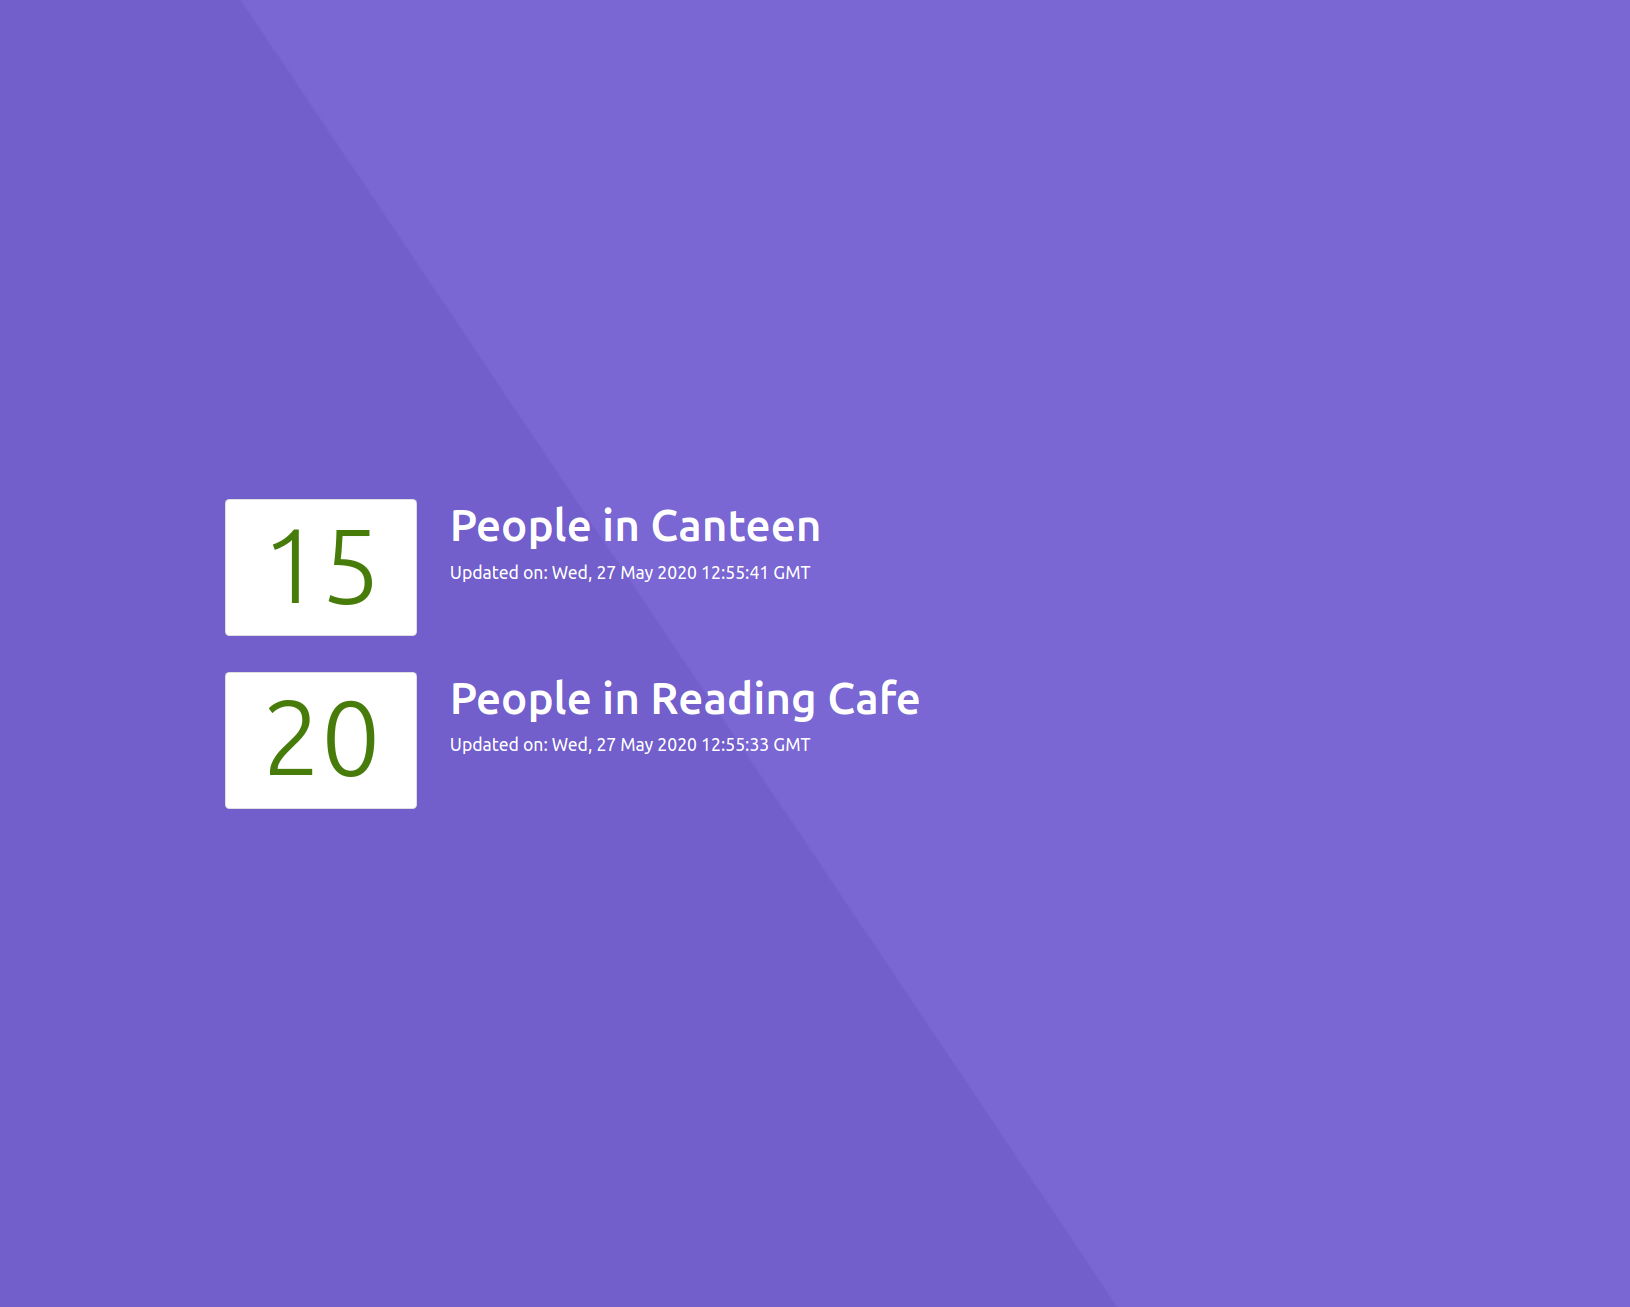 15
People in Canteen
Updated on: Wed, 27 May 2020 12:55:41 GMT
20
People in Reading Cafe
Updated on: Wed, 27 May 2020 12:55:33 GMT